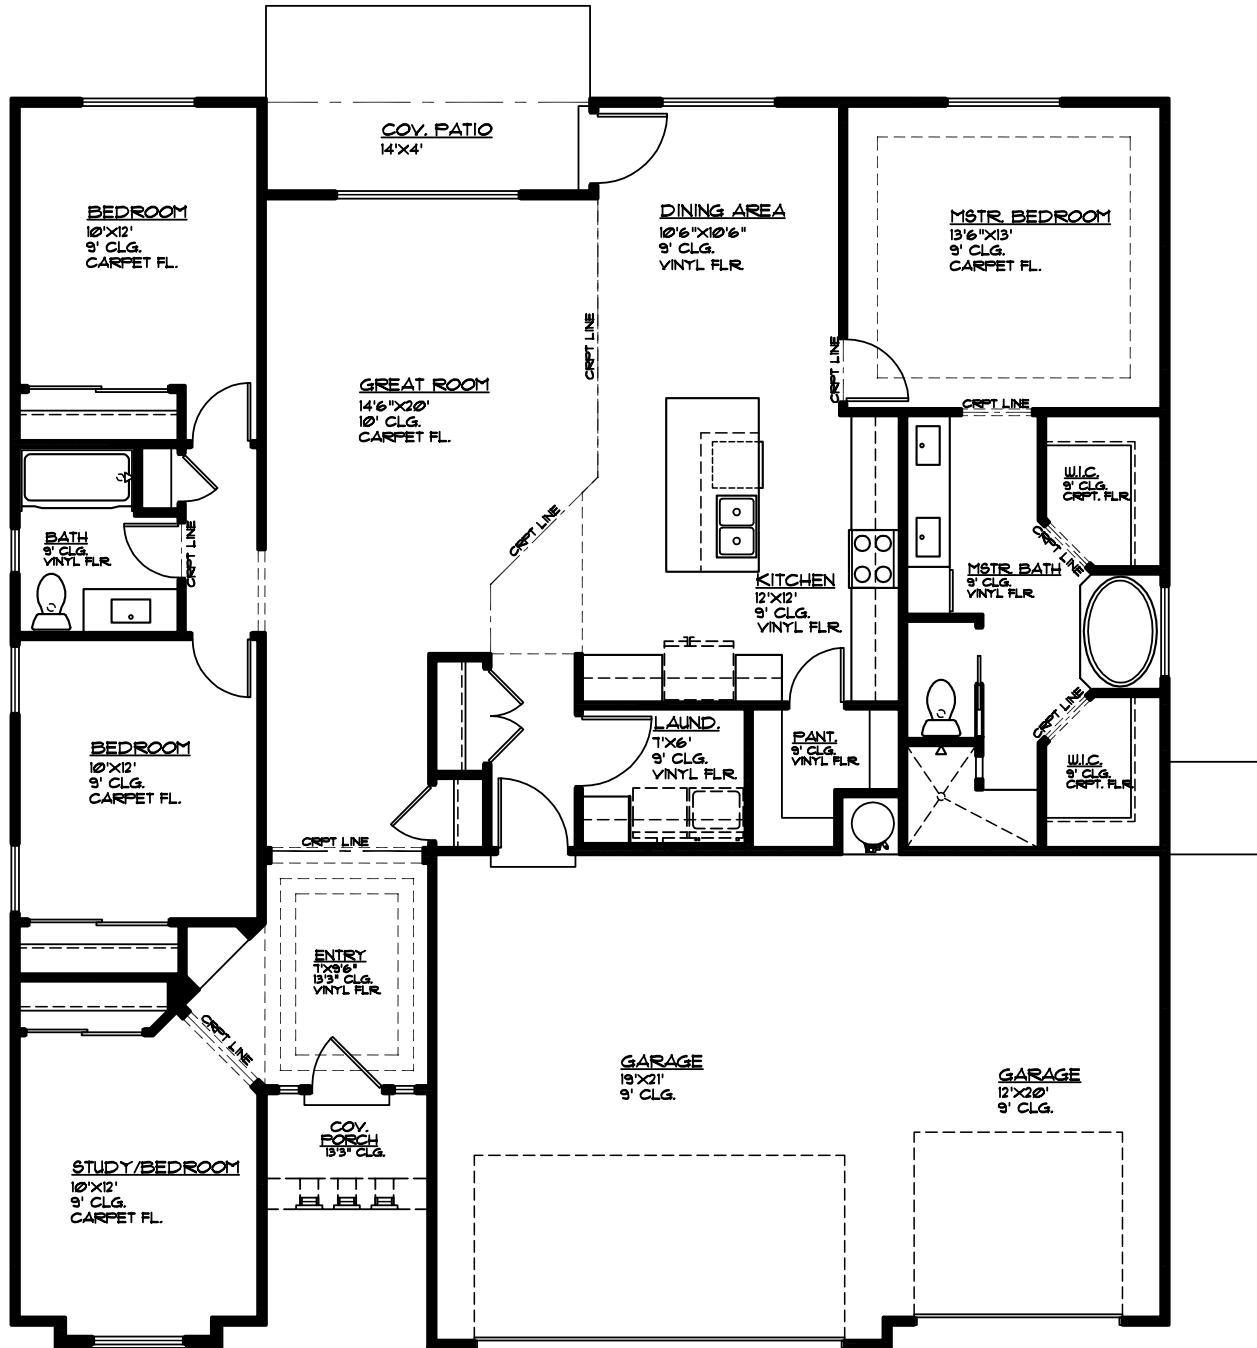 COV. PATIO
14'X4'
BEDROOM
10'X12'
9' CLG.
CARPET FL.
DINING AREA
10'6"X10'6"
9' CLG.
VINYL FLR
MSTR. BEDROOM
13'6"X13'
9' CLG.
CARPET FL.
CRPT LINE
CRPT LINE
GREAT ROOM
14'6"X20'
10' CLG.
CARPET FL.
CRPT LINE
W.I.C.
9' CLG.
CRPT. FLR
CRPT LINE
CRPT LINE
BATH
9' CLG.
VINYL FLR
CRPT LINE
KITCHEN
12'X12'
9' CLG.
VINYL FLR
MSTR. BATH
9' CLG.
VINYL FLR
CRPT LINE
BEDROOM
10'X12'
9' CLG.
CARPET FL.
LAUND.
7'X6'
9' CLG.
VINYL FLR
PANT.
9' CLG.
VINYL FLR
W.I.C.
9' CLG.
CRPT. FLR
CRPT LINE
ENTRY
7'X9'6"
13'3" CLG.
VINYL FLR
CRPT LINE
GARAGE
19'X21'
9' CLG.
GARAGE
12'X20'
9' CLG.
COV.
PORCH
13'3" CLG.
STUDY/BEDROOM
10'X12'
9' CLG.
CARPET FL.